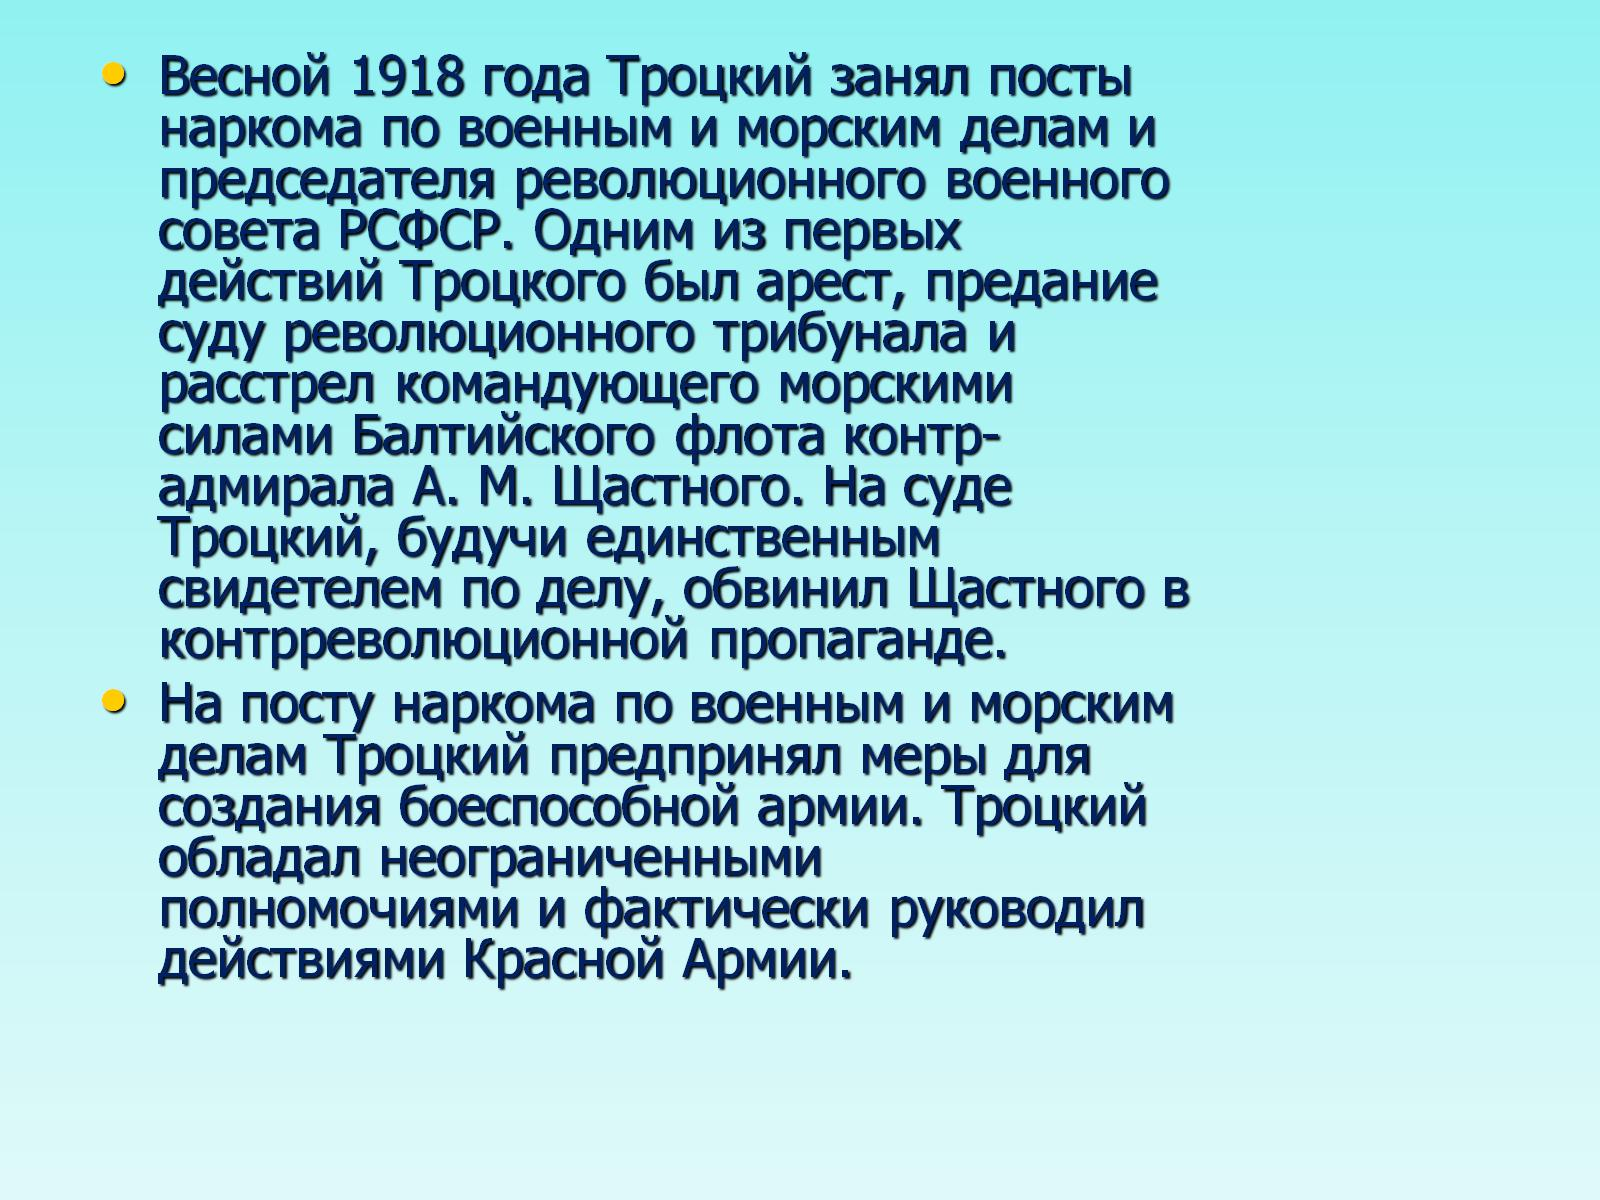 • Весной 1918 года Троцкий занял посты
наркома по военным и морским делам и
председателя революционного военного
совета РСФСР. Одним из первых
действий Троцкого был арест, предание
суду революционного трибунала и
расстрел командующего морскими
силами Балтийского флота контр-
адмирала А. М. Щастного. На суде
Троцкий, будучи единственным
свидетелем по делу, обвинил Щастного в
контрреволюционной пропаганде.
• На посту наркома по военным и морским
делам Троцкий предпринял меры для
создания боеспособной армии. Троцкий
обладал неограниченными
полномочиями и фактически руководил
действиями Красной Армии.